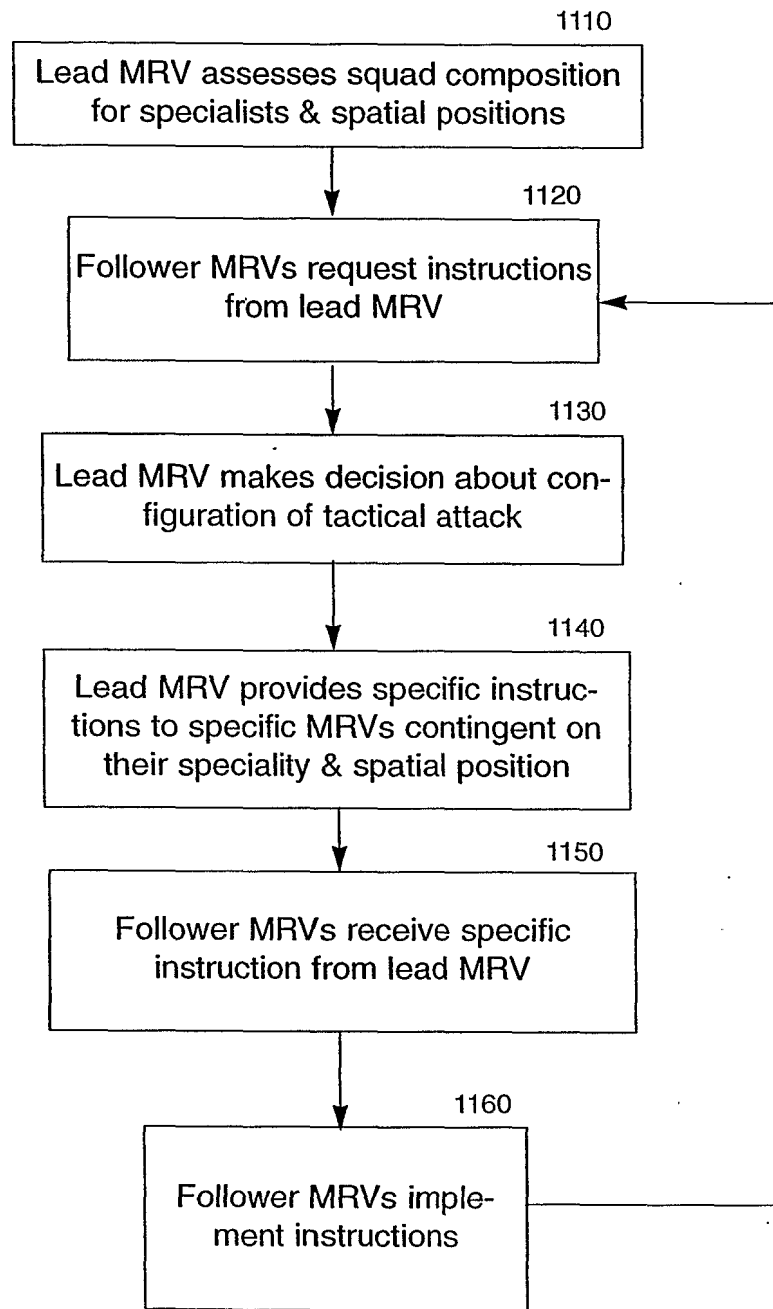 1110
Lead MRV assesses squad composition
for specialists & spatial positions
1120
Follower MRVs request instructions
from lead MRV
1130
Lead MRV makes decision about con-
figuration of tactical attack
1140
Lead MRV provides specific instruc-
tions to specific MRVs contingent on
their speciality & spatial position
1150
Follower MRVs receive specific
instruction from lead MRV
1160
Follower MRVs imple-
ment instructions